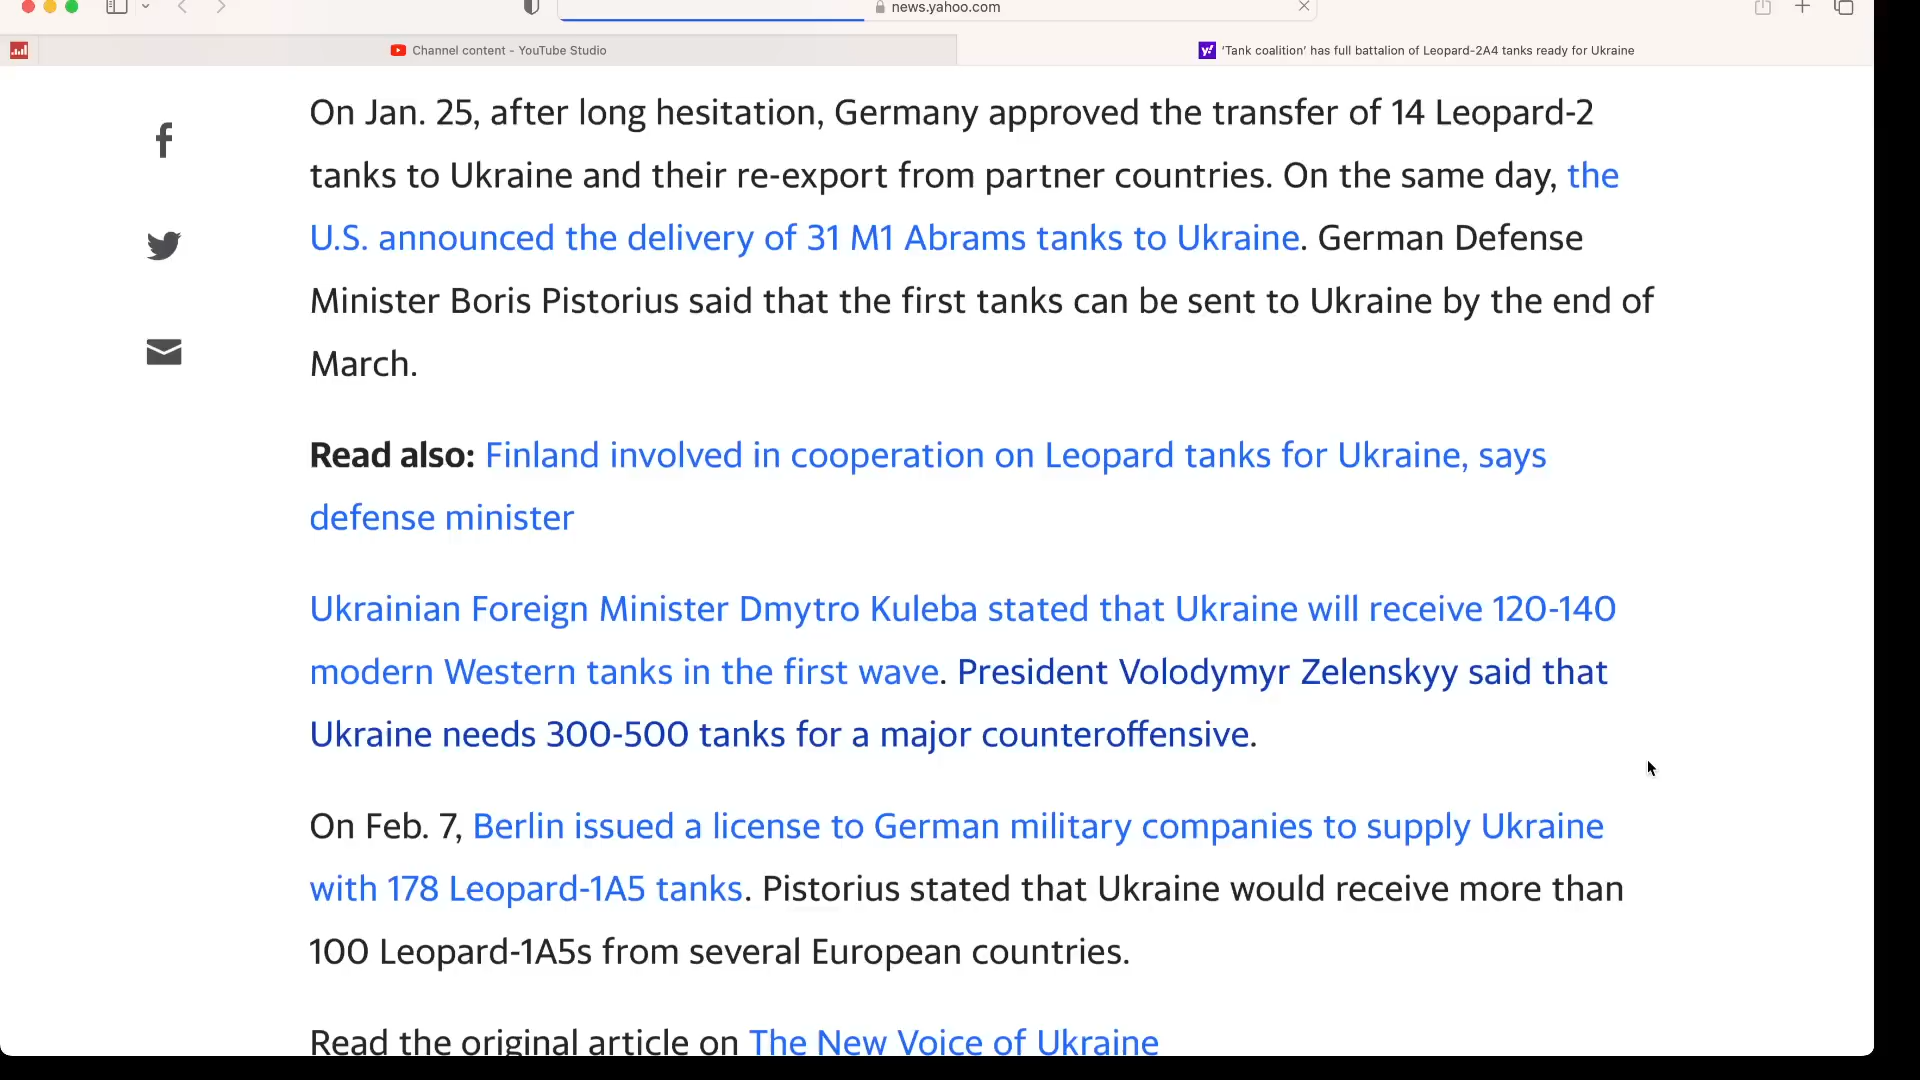 news.yahoo.com
Channel content - YouTube Studio
y! 'Tank coalition' has full battalion of Leopard-2A4 tanks ready for Ukraine
On Jan. 25, after long hesitation, Germany approved the transfer of 14 Leopard-2
tanks to Ukraine and their re-export from partner countries. On the same day, the
U.S. announced the delivery of 31 M1 Abrams tanks to Ukraine. German Defense
Minister Boris Pistorius said that the first tanks can be sent to Ukraine by the end of
March.
Read also: Finland involved in cooperation on Leopard tanks for Ukraine, says
defense minister
Ukrainian Foreign Minister Dmytro Kuleba stated that Ukraine will receive 120-140
modern Western tanks in the first wave. President Volodymyr Zelenskyy said that
Ukraine needs 300-500 tanks for a major counteroffensive.
On Feb. 7, Berlin issued a license to German military companies to supply Ukraine
with 178 Leopard-1A5 tanks. Pistorius stated that Ukraine would receive more than
100 Leopard-1A5s from several European countries.
Read the original article on The New Voice of Ukraine